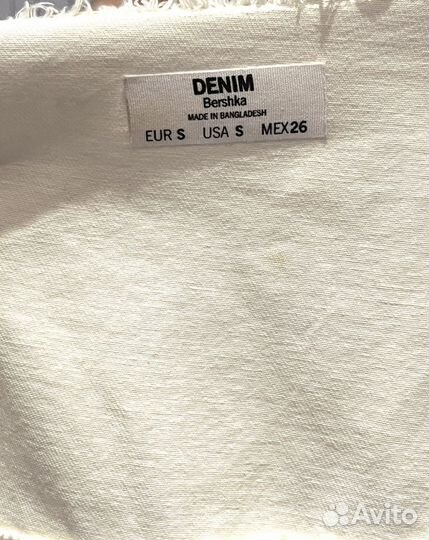 DENIM
Bershka
MADE IN BANGLADESH
EUR S USA S MEX 26
Avito